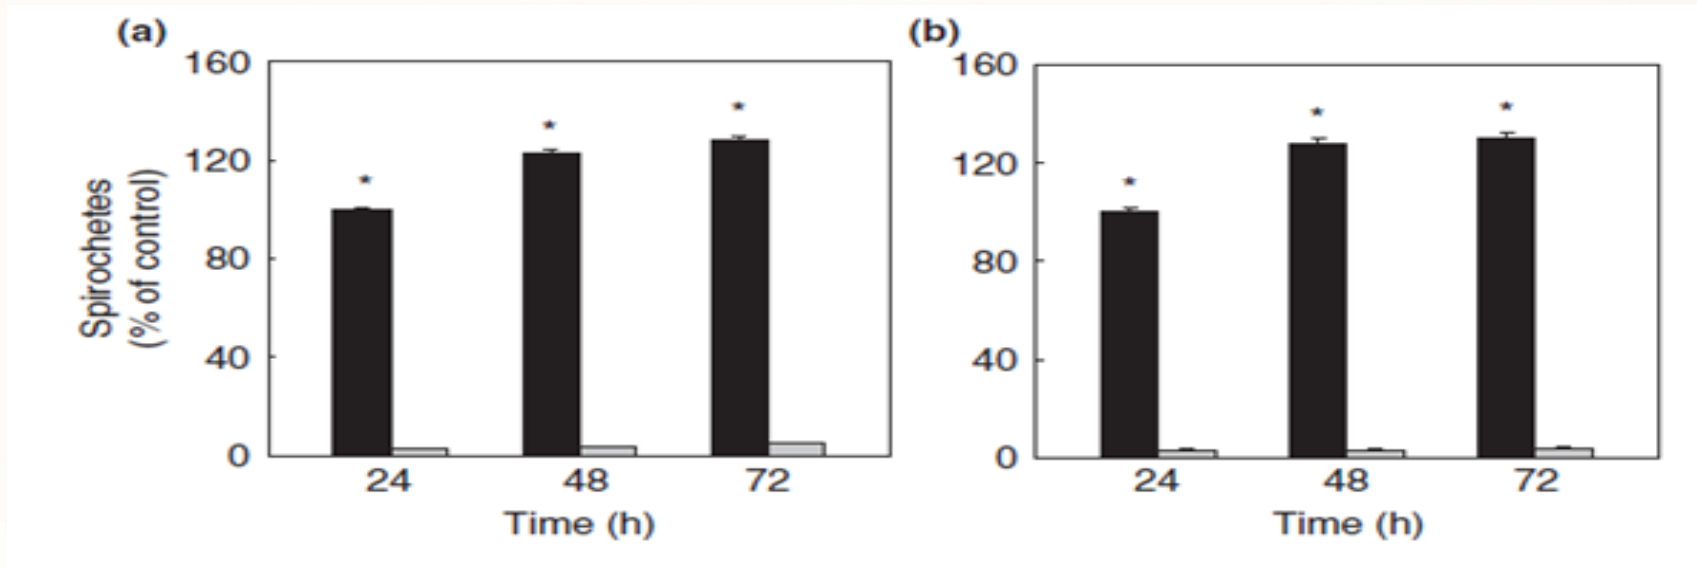 (a)
160
120
80
40
0
Spirochetes
(% of control)
*
*
*
24 48 72
Time (h)
(b)
160
120
80
40
0
*
*
*
24 48 72
Time (h)